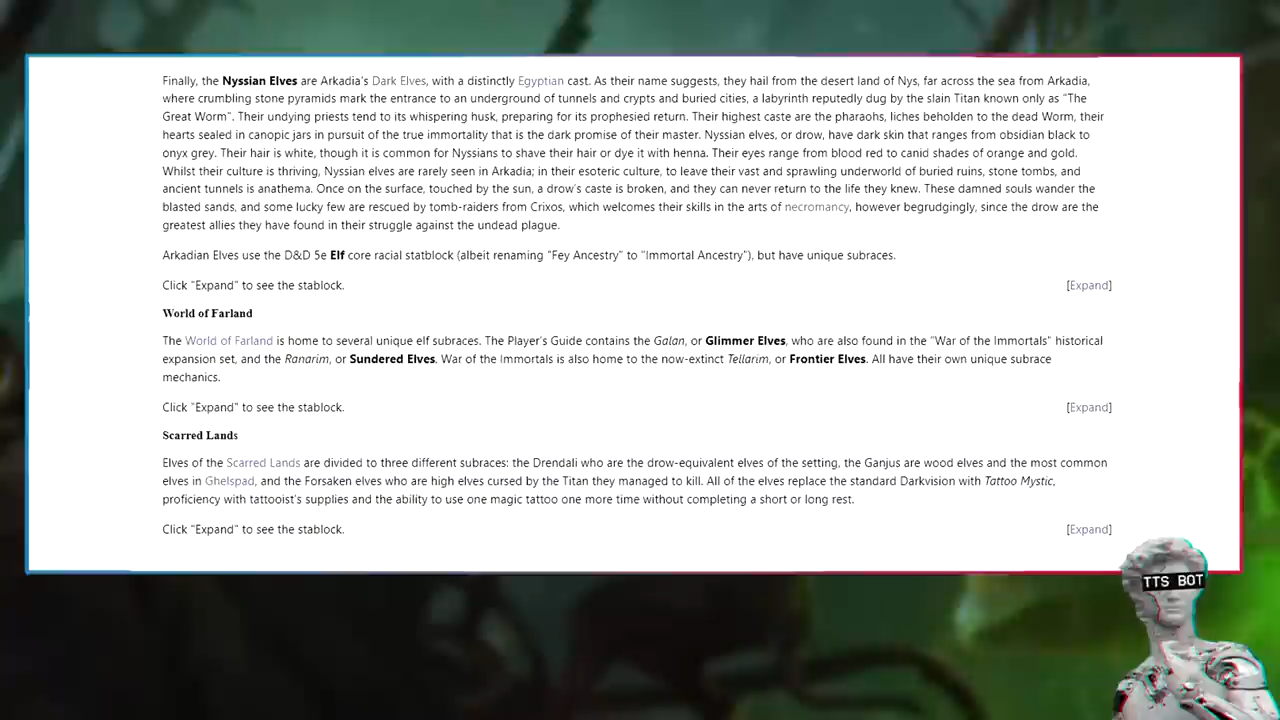 Finally, the Nyssian Elves are Arkadia's Dark Elves, with a distinctly Egyptian cast. As their name suggests, they hail from the desert land of Nys, far across the sea from Arkadia,
where crumbling stone pyramids mark the entrance to an underground of tunnels and crypts and buried cities, a labyrinth reputedly dug by the slain Titan known only as "The
Great Worm". Their undying priests tend to its whispering husk, preparing for its prophesied return. Their highest caste are the pharaohs, liches beholden to the dead Worm, their
hearts sealed in canopic jars in pursuit of the true immortality that is the dark promise of their master. Nyssian elves, or drow, have dark skin that ranges from obsidian black to
onyx grey. Their hair is white, though it is common for Nyssians to shave their hair or dye it with henna. Their eyes range from blood red to canid shades of orange and gold.
Whilst their culture is thriving, Nyssian elves are rarely seen in Arkadia; in their esoteric culture, to leave their vast and sprawling underworld of buried ruins, stone tombs, and
ancient tunnels is anathema. Once on the surface, touched by the sun, a drow's caste is broken, and they can never return to the life they knew. These damned souls wander the
blasted sands, and some lucky few are rescued by tomb-raiders from Crixos, which welcomes their skills in the arts of necromancy, however begrudgingly, since the drow are the
greatest allies they have found in their struggle against the undead plague.
Arkadian Elves use the D&D 5e Elf core racial statblock (albeit renaming "Fey Ancestry" to "Immortal Ancestry"), but have unique subraces.
Click "Expand" to see the stablock. [Expand]
World of Farland
The World of Farland is home to several unique elf subraces. The Player's Guide contains the Galan, or Glimmer Elves, who are also found in the "War of the Immortals" historical
expansion set, and the Ranarim, or Sundered Elves. War of the Immortals is also home to the now-extinct Tellarim, or Frontier Elves. All have their own unique subrace
mechanics.
Click "Expand" to see the stablock. [Expand]
Scarred Lands
Elves of the Scarred Lands are divided to three different subraces: the Drendali who are the drow-equivalent elves of the setting, the Ganjus are wood elves and the most common
elves in Ghelspad, and the Forsaken elves who are high elves cursed by the Titan they managed to kill. All of the elves replace the standard Darkvision with Tattoo Mystic,
proficiency with tattooist's supplies and the ability to use one magic tattoo one more time without completing a short or long rest.
Click "Expand" to see the stablock. [Expand]
TTS BOT